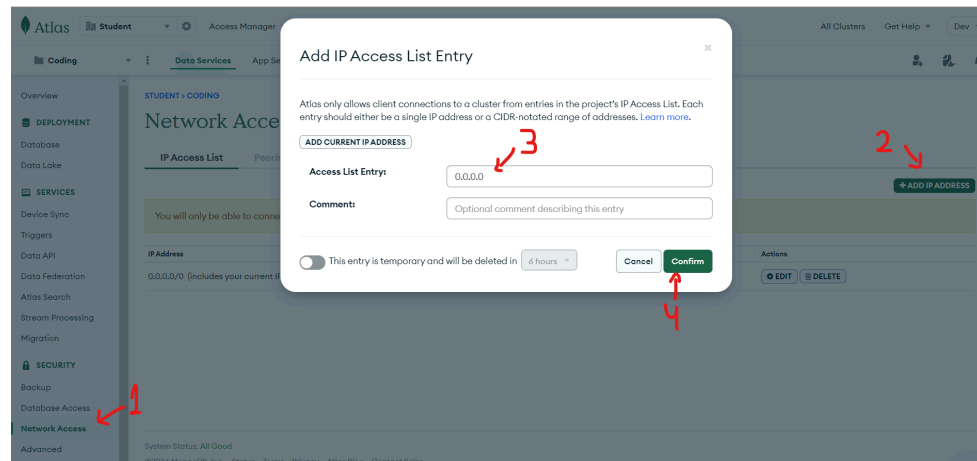 Atlas Student Access Manager All Clusters Get Help Dev
Coding Data Services App Se
Overview
DEPLOYMENT
Database
Data Lake
SERVICES
Device Sync
Triggers
Data API
Data Federation
Atlas Search
Stream Processing
Migration
SECURITY
Backup
Database Access
Network Access
Advanced
1
STUDENT > CODING
Network Acce
IP Access List Peerin
2
+ ADD IP ADDRESS
You will only be able to conne
IP Address Actions
0.0.0.0/0 (includes your current IP EDIT DELETE
Add IP Access List Entry
×
Atlas only allows client connections to a cluster from entries in the project's IP Access List. Each
entry should either be a single IP address or a CIDR-notated range of addresses. Learn more.
ADD CURRENT IP ADDRESS
3
Access List Entry: 0.0.0.0
Comment: Optional comment describing this entry
This entry is temporary and will be deleted in 6 hours Cancel Confirm
4
System Status: All Good